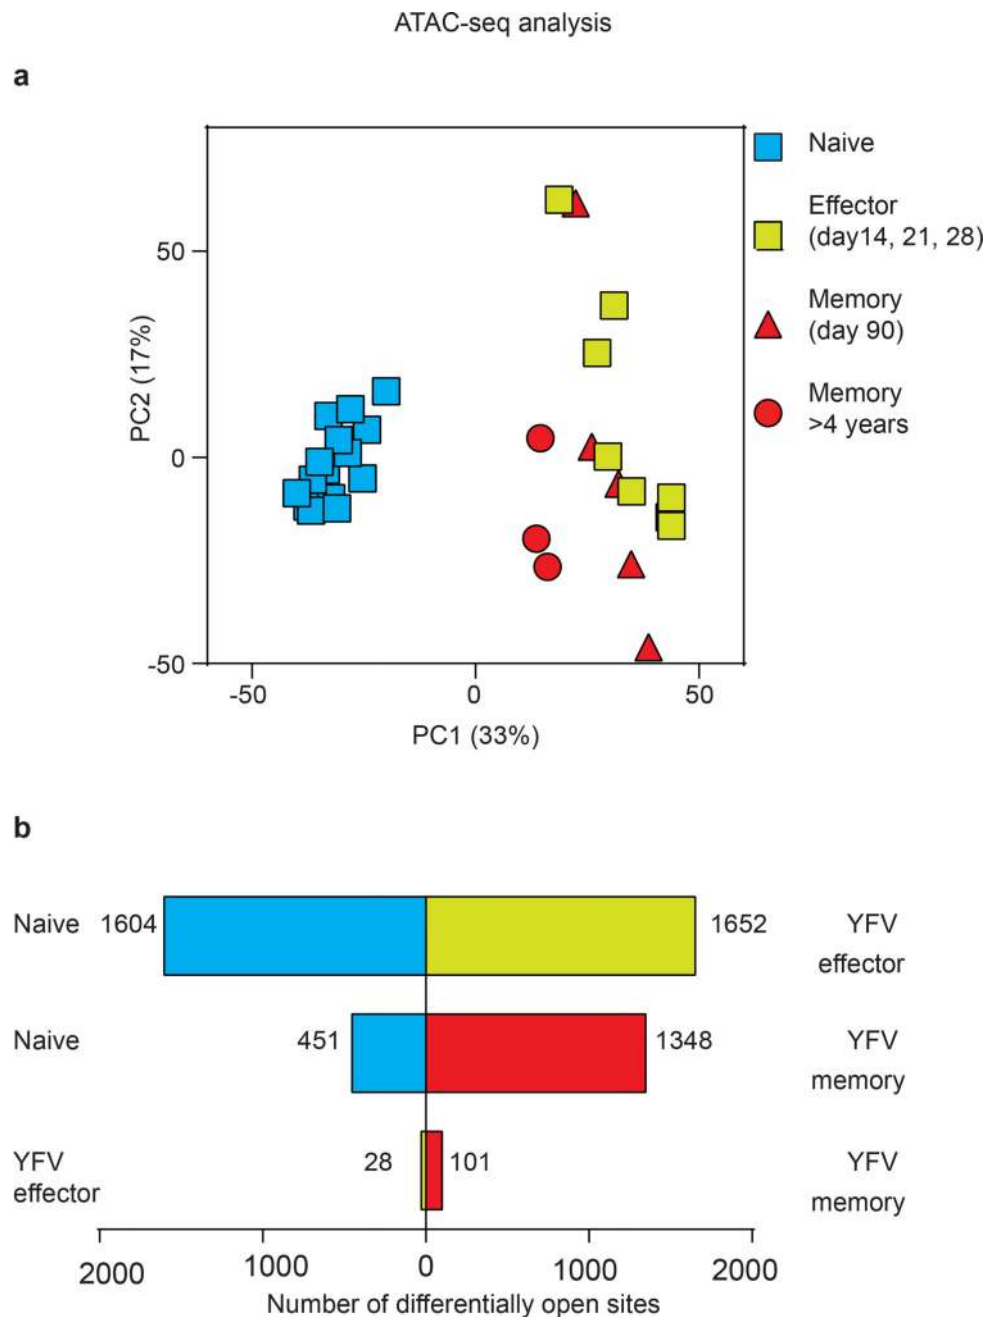 ATAC-seq analysis
a
Naive
Effector
(day14, 21, 28)
Memory
(day 90)
Memory
>4 years
PC2 (17%)
50
0
-50
-50
0
50
PC1 (33%)
b
Naive
1604
1652
YFV
effector
Naive
451
1348
YFV
memory
YFV
effector
28
101
YFV
memory
2000
1000
0
1000
2000
Number of differentially open sites